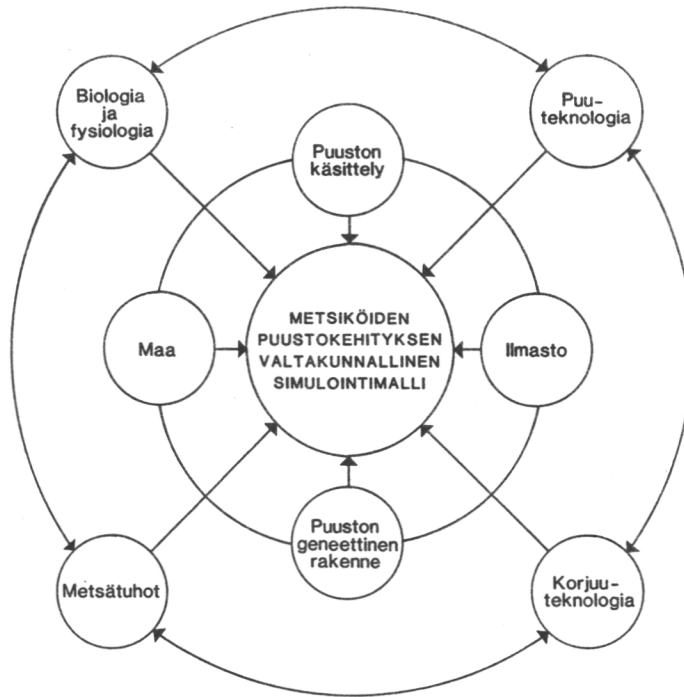 Biologia
ja
fysiologia
Puu-
teknologia
Puuston
käsittely
Maa
METSIKÖIDEN
PUUSTOKEHITYKSEN
VALTAKUNNALLINEN
SIMULOINTIMALLI
Ilmasto
Puuston
geneettinen
rakenne
Metsätuhot
Korjuu-
teknologia